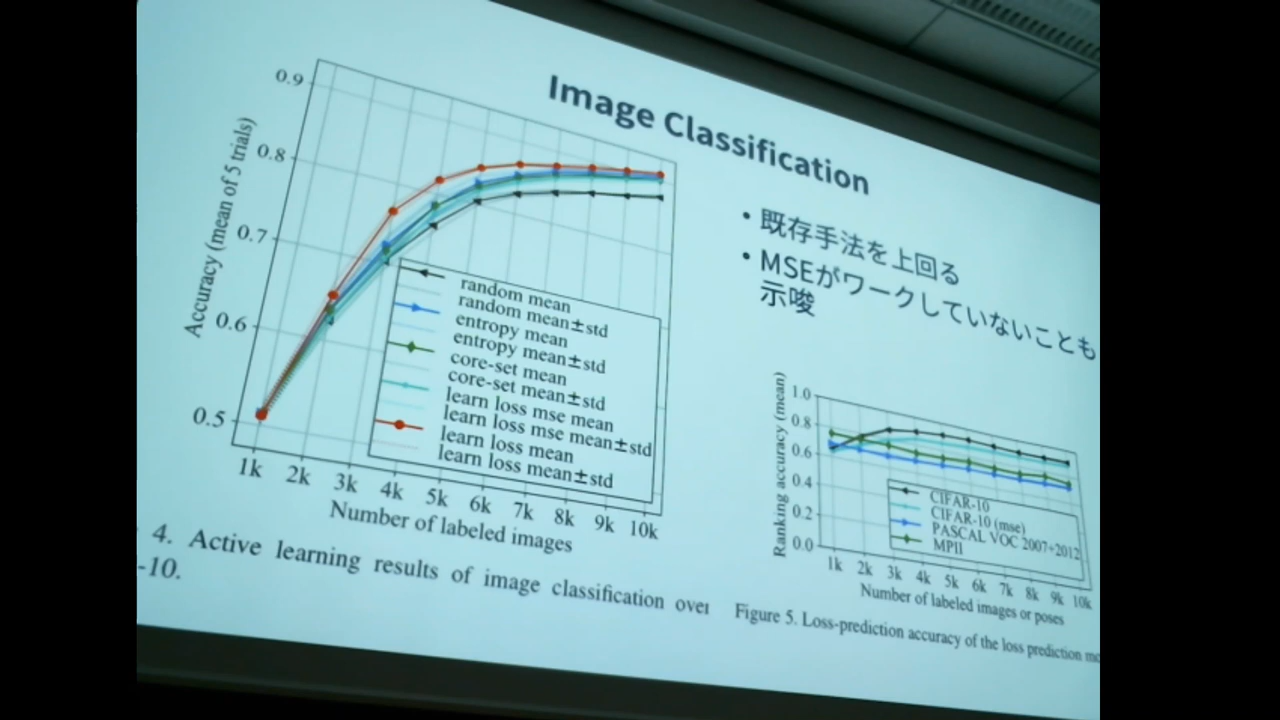 Image Classification
0.9
0.8
0.7
0.6
0.5
Accuracy (mean of 5 trials)
random mean
random mean±std
entropy mean
entropy mean±std
core-set mean
core-set mean±std
learn loss mse mean
learn loss mse mean±std
learn loss mean
learn loss mean±std
1k 2k 3k 4k 5k 6k 7k 8k 9k 10k
Number of labeled images
4. Active learning results of image classification over
-10.
• 既存手法を上回る
• MSEがワークしていないことも
示唆
1.0
0.8
0.6
0.4
0.2
0.0
Ranking accuracy (mean)
CIFAR-10
CIFAR-10 (mse)
PASCAL VOC 2007+2012
MPII
1k 2k 3k 4k 5k 6k 7k 8k 9k 10k
Number of labeled images or poses
Figure 5. Loss-prediction accuracy of the loss prediction mo